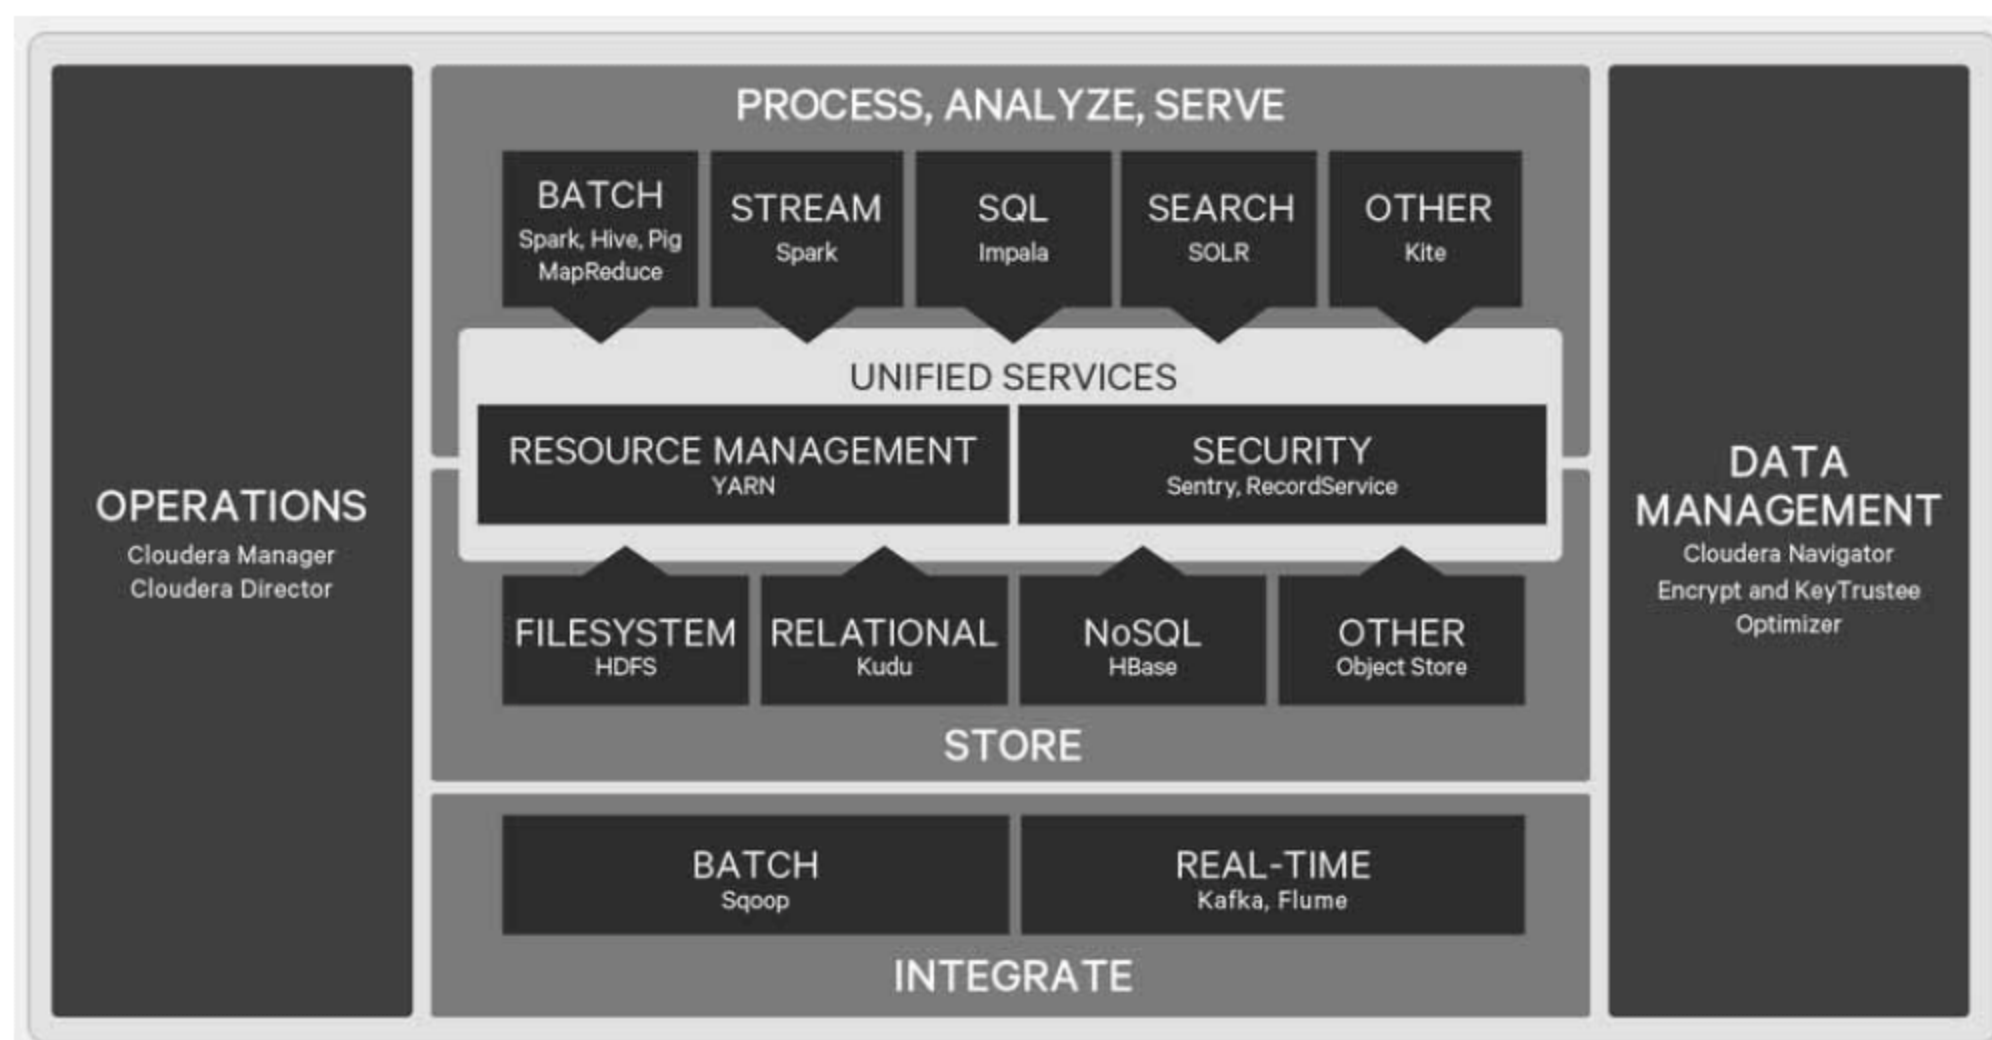 PROCESS, ANALYZE, SERVE
BATCH
Spark, Hive, Pig
MapReduce
STREAM
Spark
SQL
Impala
SEARCH
SOLR
OTHER
Kite
UNIFIED SERVICES
RESOURCE MANAGEMENT
YARN
SECURITY
Sentry, RecordService
OPERATIONS
Cloudera Manager
Cloudera Director
DATA
MANAGEMENT
Cloudera Navigator
Encrypt and KeyTrustee
Optimizer
FILESYSTEM
HDFS
RELATIONAL
Kudu
NoSQL
HBase
OTHER
Object Store
STORE
BATCH
Sqoop
REAL-TIME
Kafka, Flume
INTEGRATE